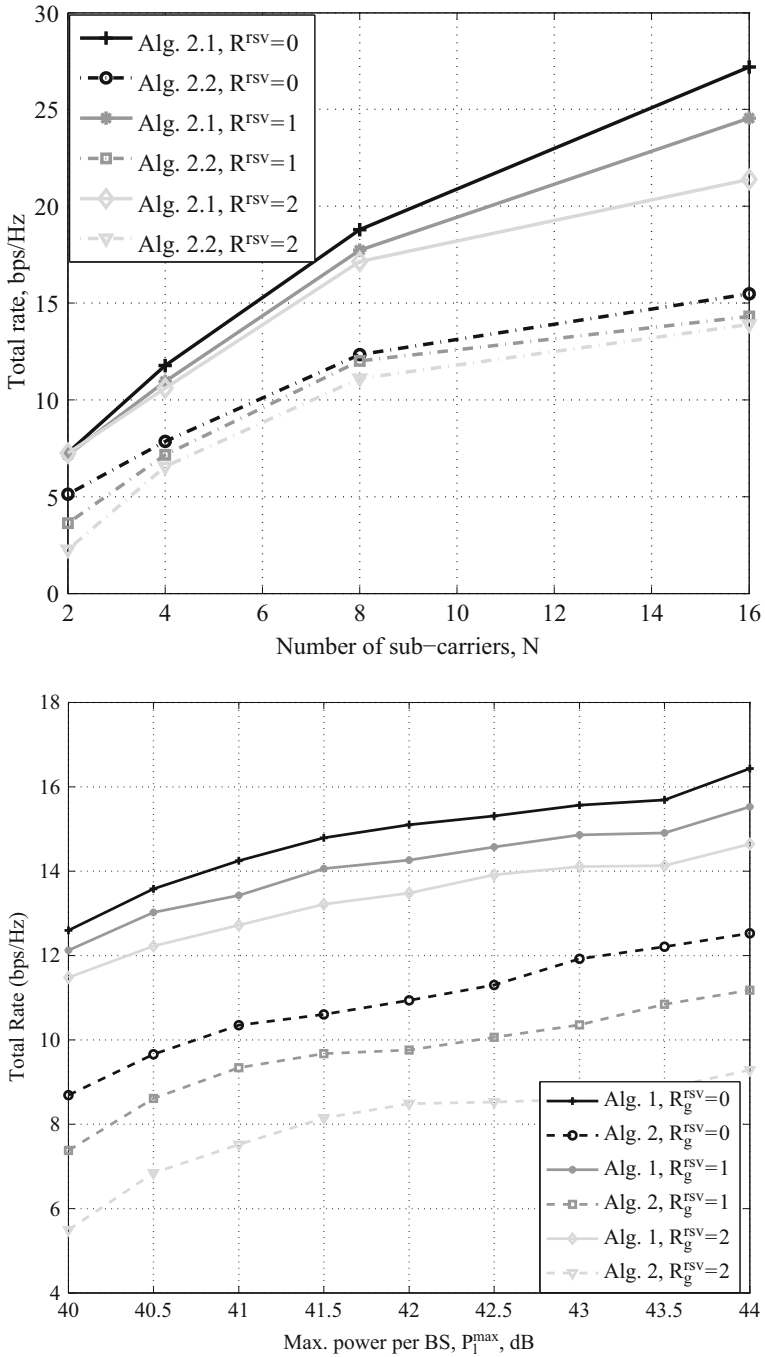 30
25
20
15
10
5
0
Total rate, bps/Hz
Alg. 2.1, R^rsv=0
Alg. 2.2, R^rsv=0
Alg. 2.1, R^rsv=1
Alg. 2.2, R^rsv=1
Alg. 2.1, R^rsv=2
Alg. 2.2, R^rsv=2
2 4 6 8 10 12 14 16
Number of sub−carriers, N
18
16
14
12
10
8
6
4
Total Rate (bps/Hz)
Alg. 1, R_g^rsv=0
Alg. 2, R_g^rsv=0
Alg. 1, R_g^rsv=1
Alg. 2, R_g^rsv=1
Alg. 1, R_g^rsv=2
Alg. 2, R_g^rsv=2
40 40.5 41 41.5 42 42.5 43 43.5 44
Max. power per BS, P_l^max, dB